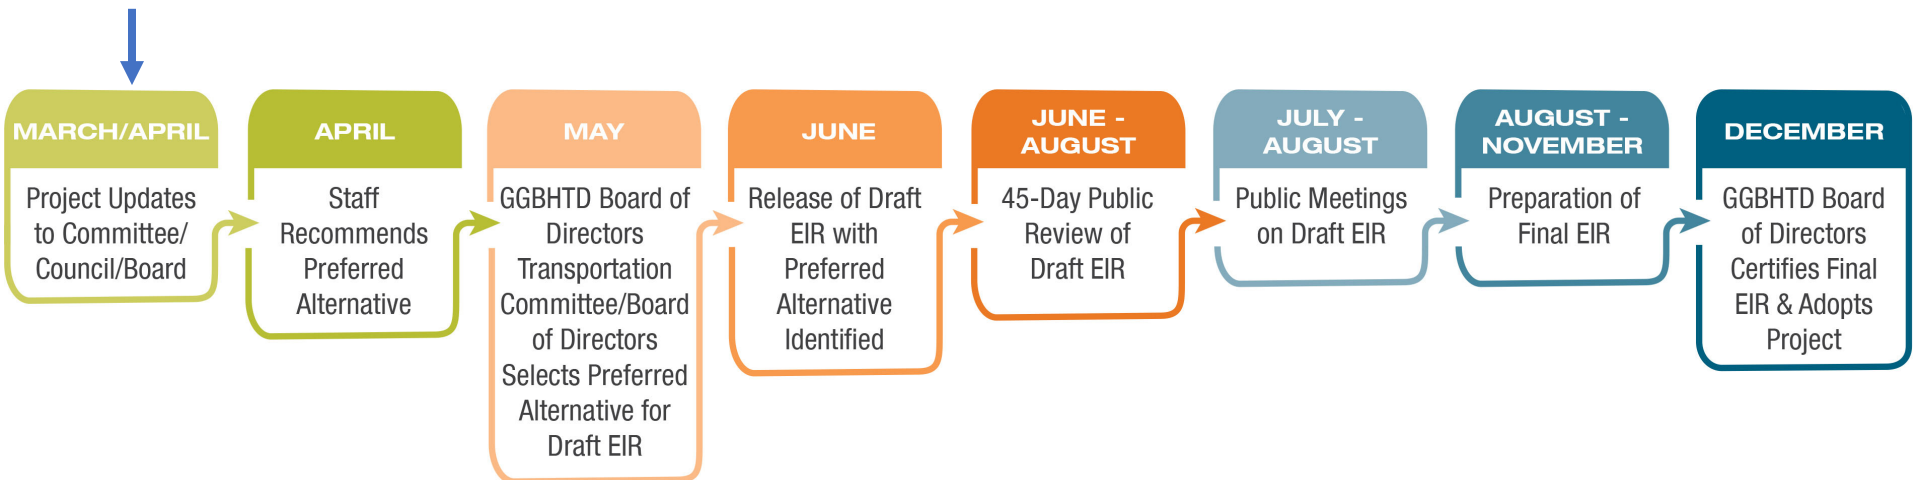 MARCH/APRIL
Project Updates
to Committee/
Council/Board
APRIL
Staff
Recommends
Preferred
Alternative
MAY
GGBHTD Board of
Directors
Transportation
Committee/Board
of Directors
Selects Preferred
Alternative for
Draft EIR
JUNE
Release of Draft
EIR with
Preferred
Alternative
Identified
JUNE -
AUGUST
45-Day Public
Review of
Draft EIR
JULY -
AUGUST
Public Meetings
on Draft EIR
AUGUST -
NOVEMBER
Preparation of
Final EIR
DECEMBER
GGBHTD Board
of Directors
Certifies Final
EIR & Adopts
Project